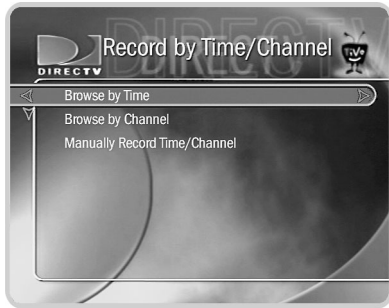 Record by Time/Channel
DIRECTV
TiVo
Browse by Time
Browse by Channel
Manually Record Time/Channel